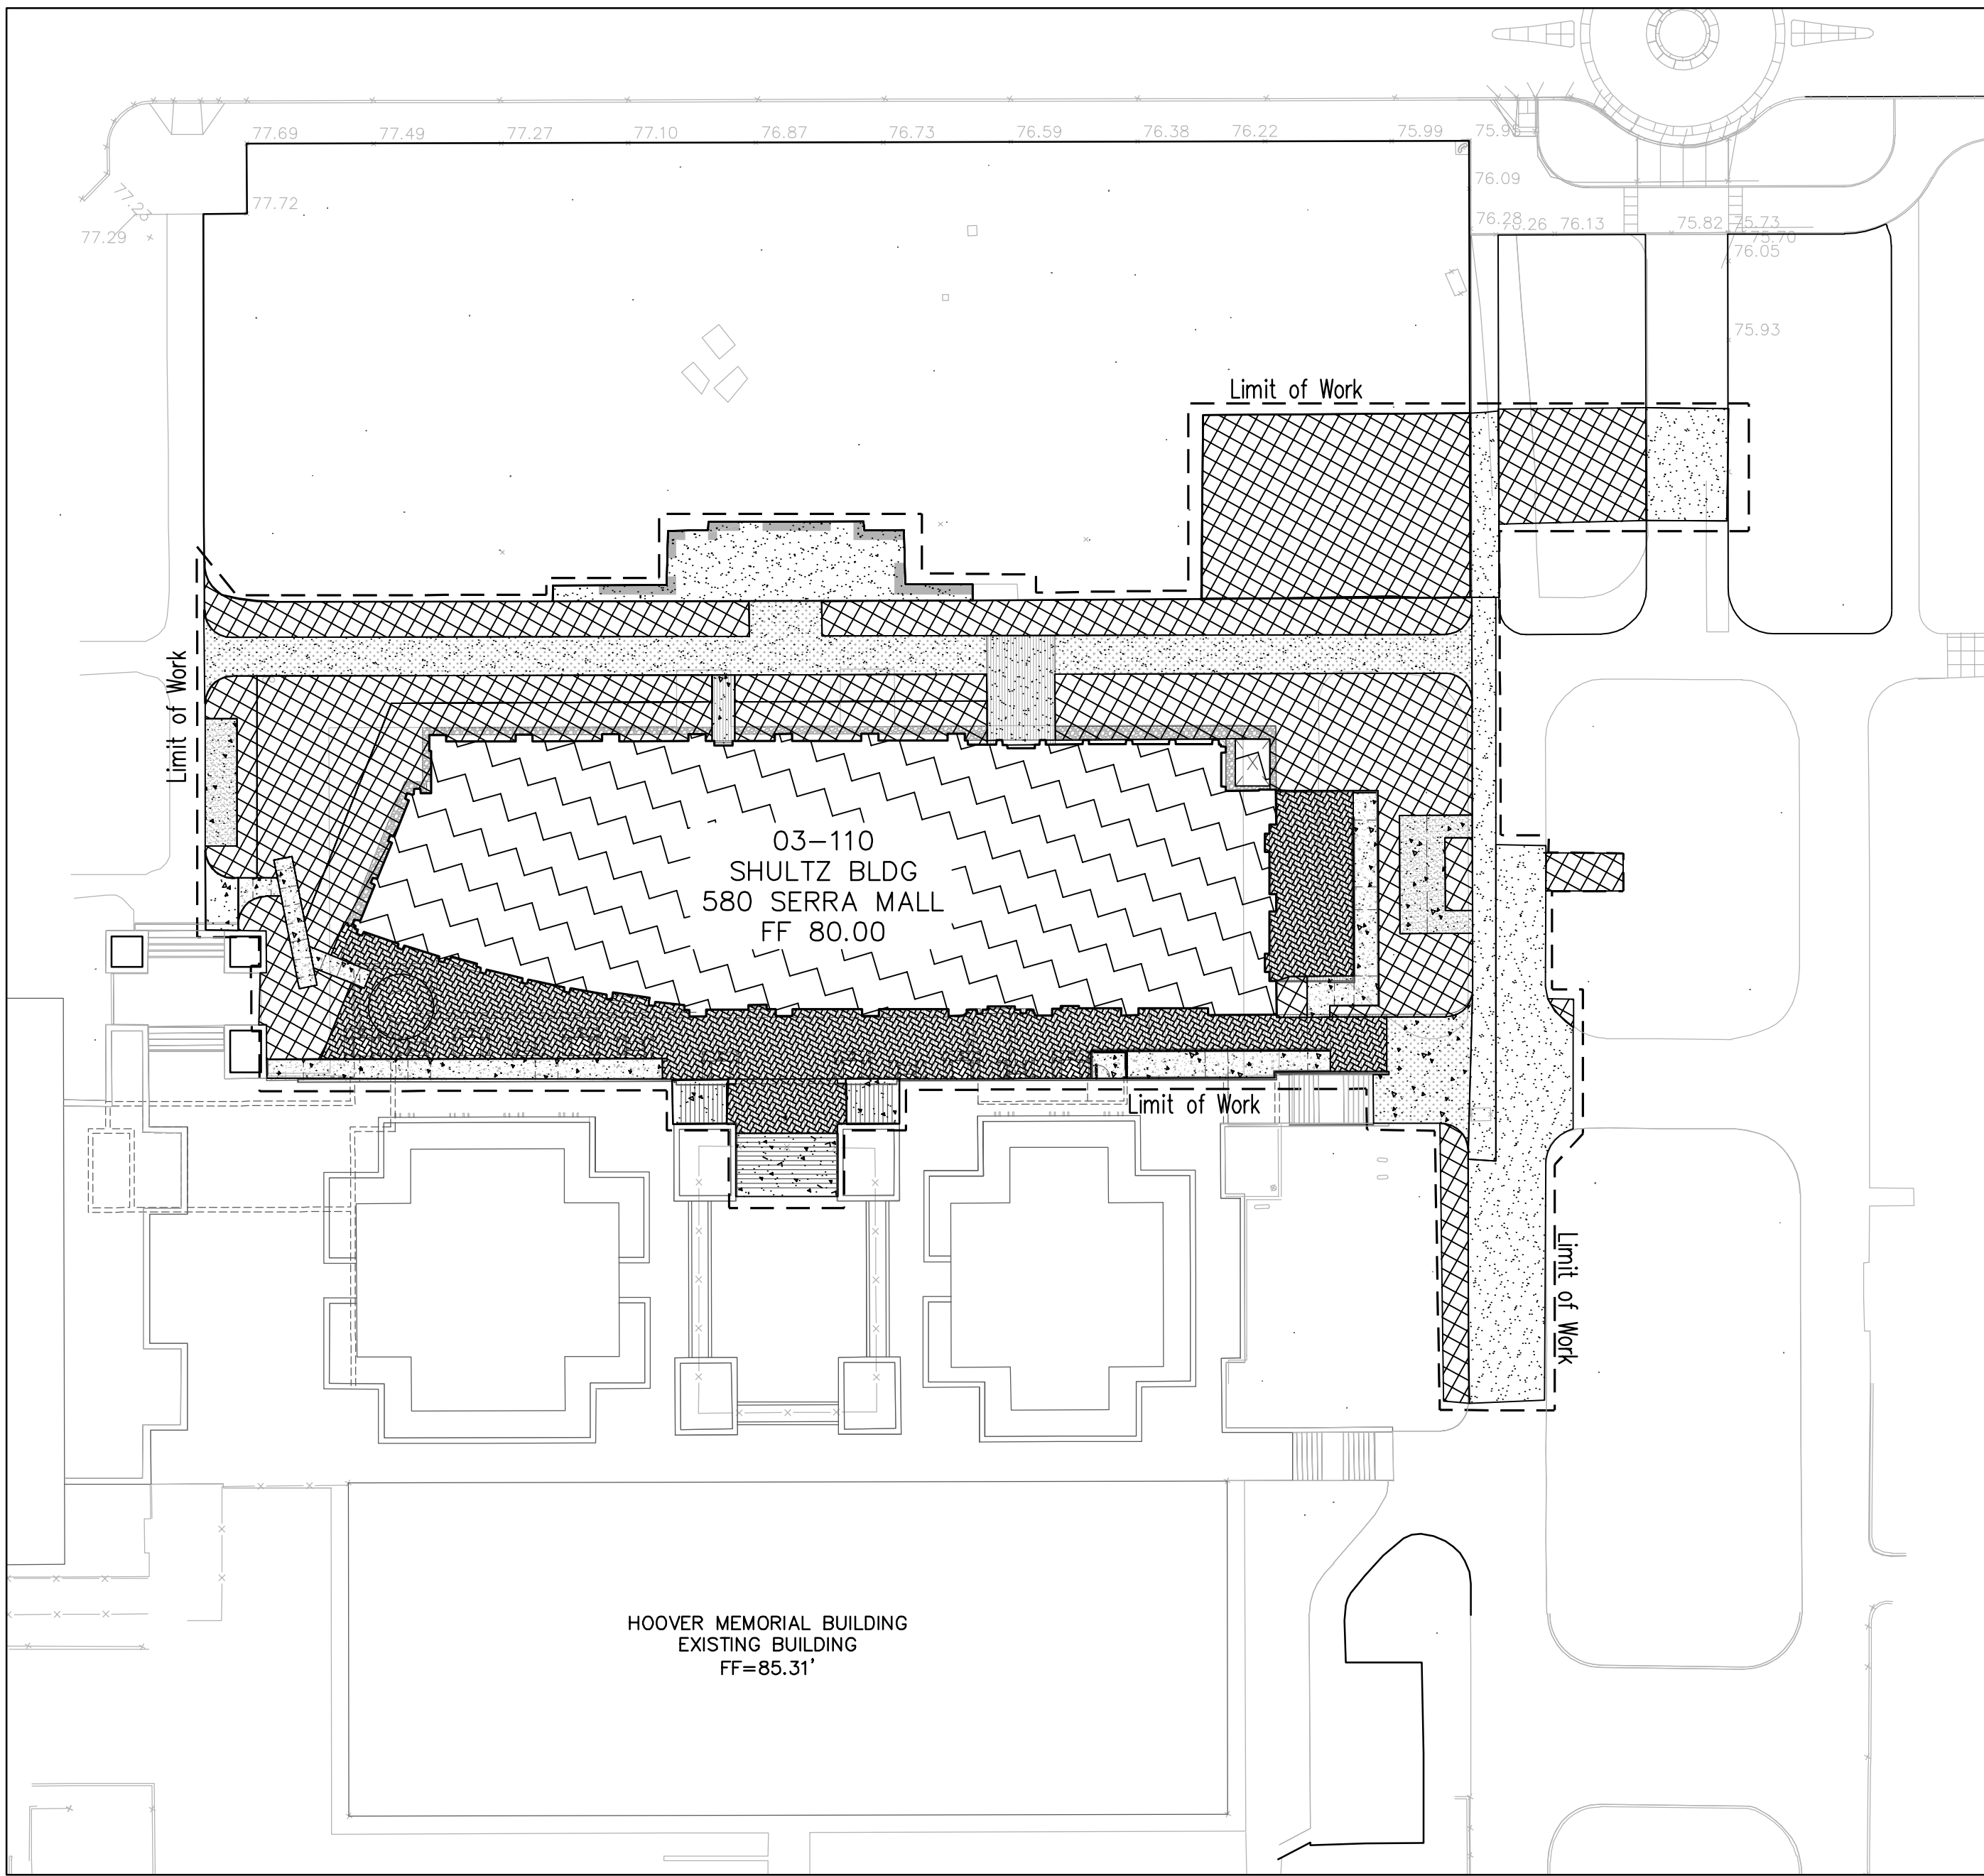 77.69 77.49 77.27 77.10 76.87 76.73 76.59 76.38 76.22 75.99
76.09
77.23
77.72
76.28 76.13 75.82 75.73
77.29
75.70
76.05
75.93
Limit of Work
Limit of Work
03-110
SHULTZ BLDG
580 SERRA MALL
FF 80.00
Limit of Work
Limit of Work
HOOVER MEMORIAL BUILDING
EXISTING BUILDING
FF=85.31'